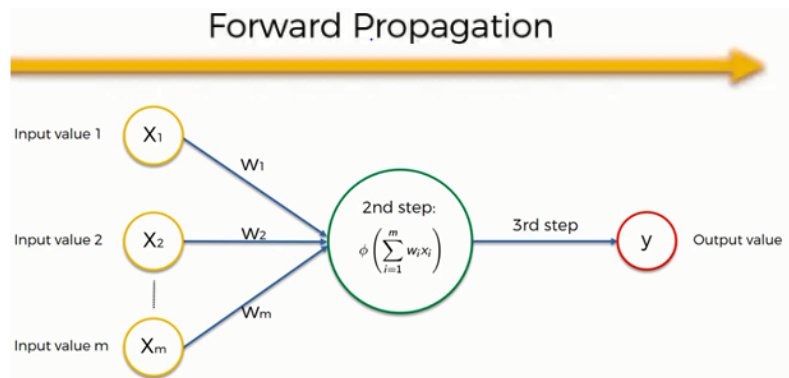 Forward Propagation
Input value 1
X₁
W₁
Input value 2
X₂
W₂
2nd step:
ϕ(∑ᵢ₌₁ᵐ wᵢxᵢ)
3rd step
y
Output value
Input value m
Xₘ
Wₘ